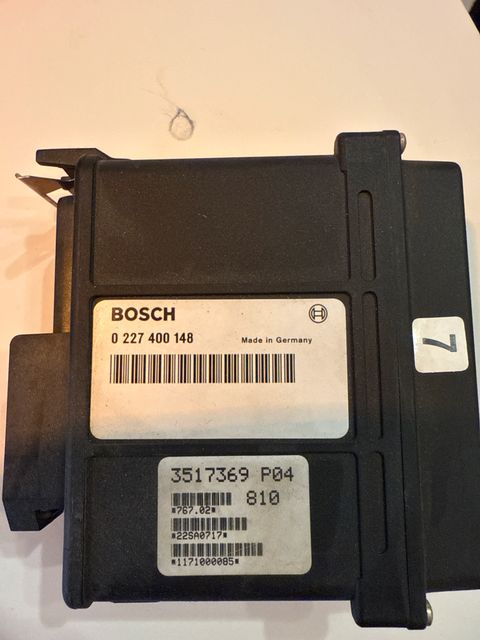 BOSCH
0 227 400 148
Made in Germany
7
3517369 P04
810
*767.02*
*22SA0717*
*1171000085*